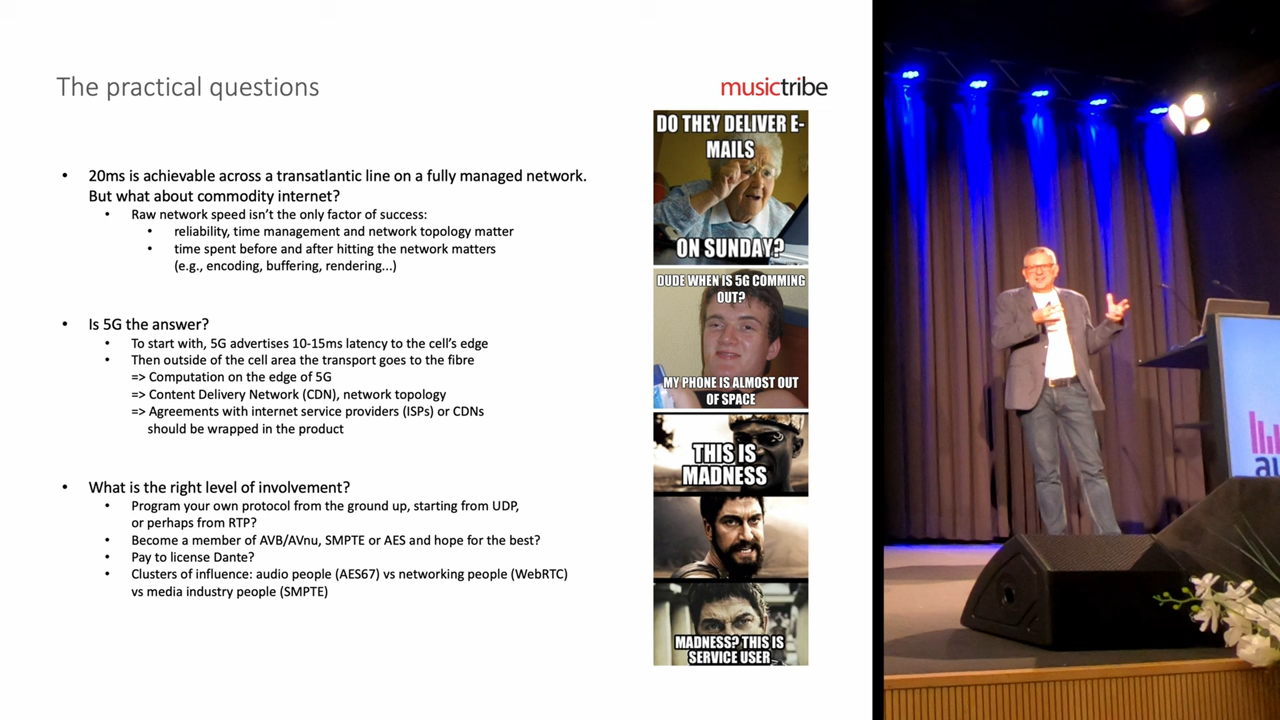 The practical questions
musictribe
• 20ms is achievable across a transatlantic line on a fully managed network.
But what about commodity internet?
• Raw network speed isn't the only factor of success:
• reliability, time management and network topology matter
• time spent before and after hitting the network matters
(e.g., encoding, buffering, rendering...)
• Is 5G the answer?
• To start with, 5G advertises 10-15ms latency to the cell's edge
• Then outside of the cell area the transport goes to the fibre
=> Computation on the edge of 5G
=> Content Delivery Network (CDN), network topology
=> Agreements with internet service providers (ISPs) or CDNs
should be wrapped in the product
• What is the right level of involvement?
• Program your own protocol from the ground up, starting from UDP,
or perhaps from RTP?
• Become a member of AVB/AVnu, SMPTE or AES and hope for the best?
• Pay to license Dante?
• Clusters of influence: audio people (AES67) vs networking people (WebRTC)
vs media industry people (SMPTE)
DO THEY DELIVER E-
MAILS
ON SUNDAY?
DUDE WHEN IS 5G COMMING
OUT?
MY PHONE IS ALMOST OUT
OF SPACE
THIS IS
MADNESS
MADNESS? THIS IS
SERVICE USER
au